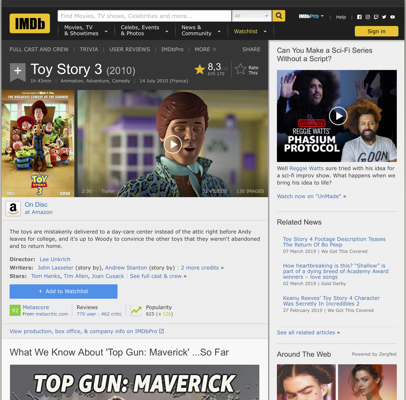 IMDb
Find Movies, TV shows, Celebrities and more...
All
IMDbPro
Help
Movies, TV & Showtimes
Celebs, Events & Photos
News & Community
Watchlist
Sign in
FULL CAST AND CREW | TRIVIA | USER REVIEWS | IMDbPro | MORE
SHARE
Toy Story 3 (2010)
1h 43min | Animation, Adventure, Comedy | 14 July 2010 (France)
8,3
Rate This
TOY STORY 3
2:30 Trailer
VIDEOS
130 IMAGES
On Disc
at Amazon
The toys are mistakenly delivered to a day-care center instead of the attic right before Andy
leaves for college, and it's up to Woody to convince the other toys that they weren't abandoned
and to return home.
Director: Lee Unkrich
Writers: John Lasseter (story by), Andrew Stanton (story by) | 2 more credits »
Stars: Tom Hanks, Tim Allen, Joan Cusack | See full cast & crew »
+ Add to Watchlist
92
Metascore
From metacritic.com
Reviews
770 user | 462 critic
Popularity
View production, box office, & company info on IMDbPro
What We Know About 'Top Gun: Maverick' ...So Far
TOP GUN: MAVERICK
Can You Make a Sci-Fi Series
Without a Script?
REGGIE WATTS'
PHASIUM
PROTOCOL
Well Reggie Watts sure tried with his idea for
a sci-fi improv show. What happens when we
bring his idea to life?
Watch now on "UnMade" »
Related News
Toy Story 4 Footage Description Teases
The Return Of Bo Peep
07 March 2019 | We Got This Covered
How heartbreaking is this? "Shallow" is
part of a dying breed of Academy Award
winners – love songs
02 March 2019 | Gold Derby
Keanu Reeves' Toy Story 4 Character
Was Secretly In Incredibles 2
27 February 2019 | We Got This Covered
See all related articles »
Around The Web
Powered by ZergNet